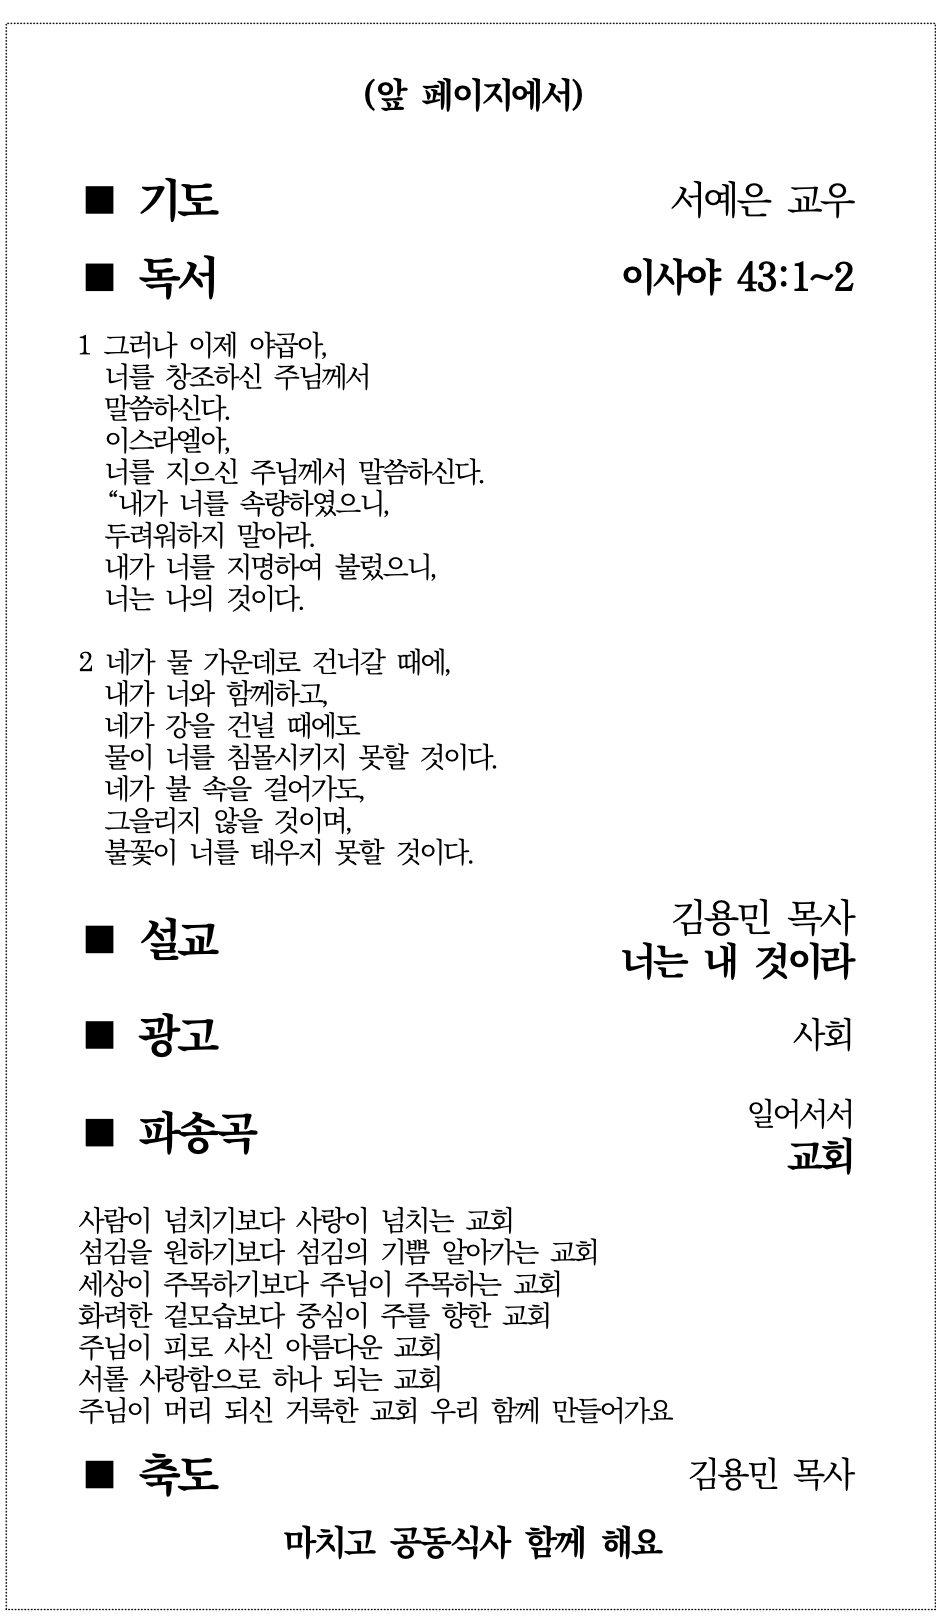 (앞 페이지에서)
■ 기도 서예은 교우
■ 독서 이사야 43:1~2
1 그러나 이제 야곱아,
너를 창조하신 주님께서
말씀하신다.
이스라엘아,
너를 지으신 주님께서 말씀하신다.
“내가 너를 속량하였으니,
두려워하지 말아라.
내가 너를 지명하여 불렀으니,
너는 나의 것이다.
2 네가 물 가운데로 건너갈 때에,
내가 너와 함께하고,
네가 강을 건널 때에도
물이 너를 침몰시키지 못할 것이다.
네가 불 속을 걸어가도,
그을리지 않을 것이며,
불꽃이 너를 태우지 못할 것이다.
■ 설교 김용민 목사
너는 내 것이라
■ 광고 사회
■ 파송곡 일어서서
교회
사람이 넘치기보다 사랑이 넘치는 교회
섬김을 원하기보다 섬김의 기쁨 알아가는 교회
세상이 주목하기보다 주님이 주목하는 교회
화려한 겉모습보다 중심이 주를 향한 교회
주님이 피로 사신 아름다운 교회
서롤 사랑함으로 하나 되는 교회
주님이 머리 되신 거룩한 교회 우리 함께 만들어가요
■ 축도 김용민 목사
마치고 공동식사 함께 해요